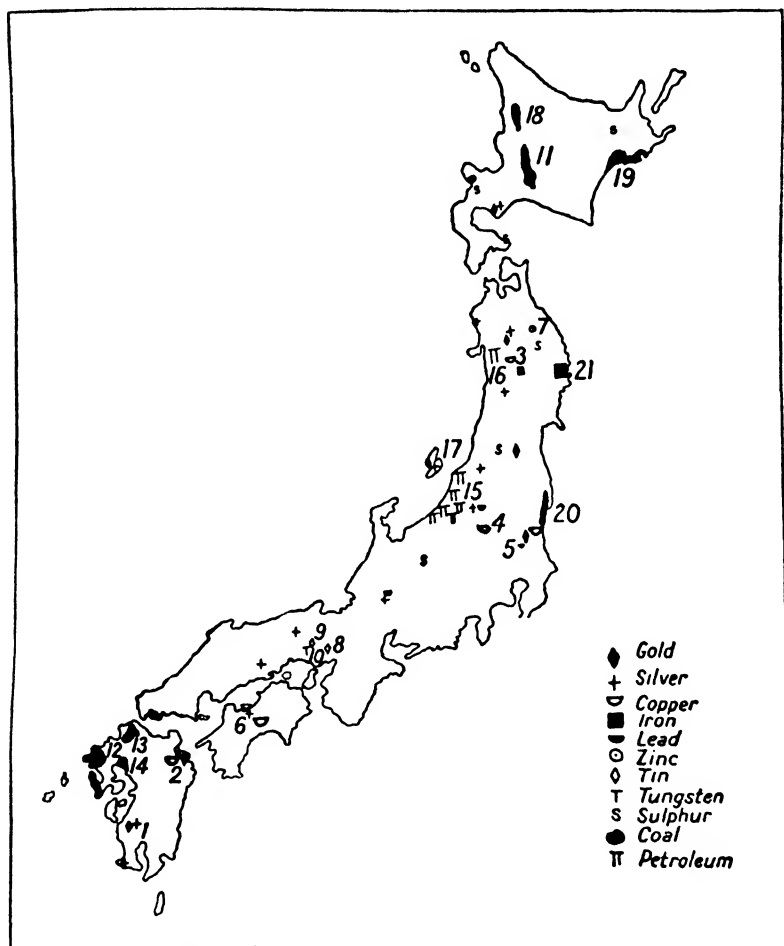 18
11
19
S
S
S
7
S
3
16
21
17
S
15
4
20
5
S
9
8
10
6
12
13
14
2
1
Gold
Silver
Copper
Iron
Lead
Zinc
Tin
T Tungsten
S Sulphur
Coal
Petroleum